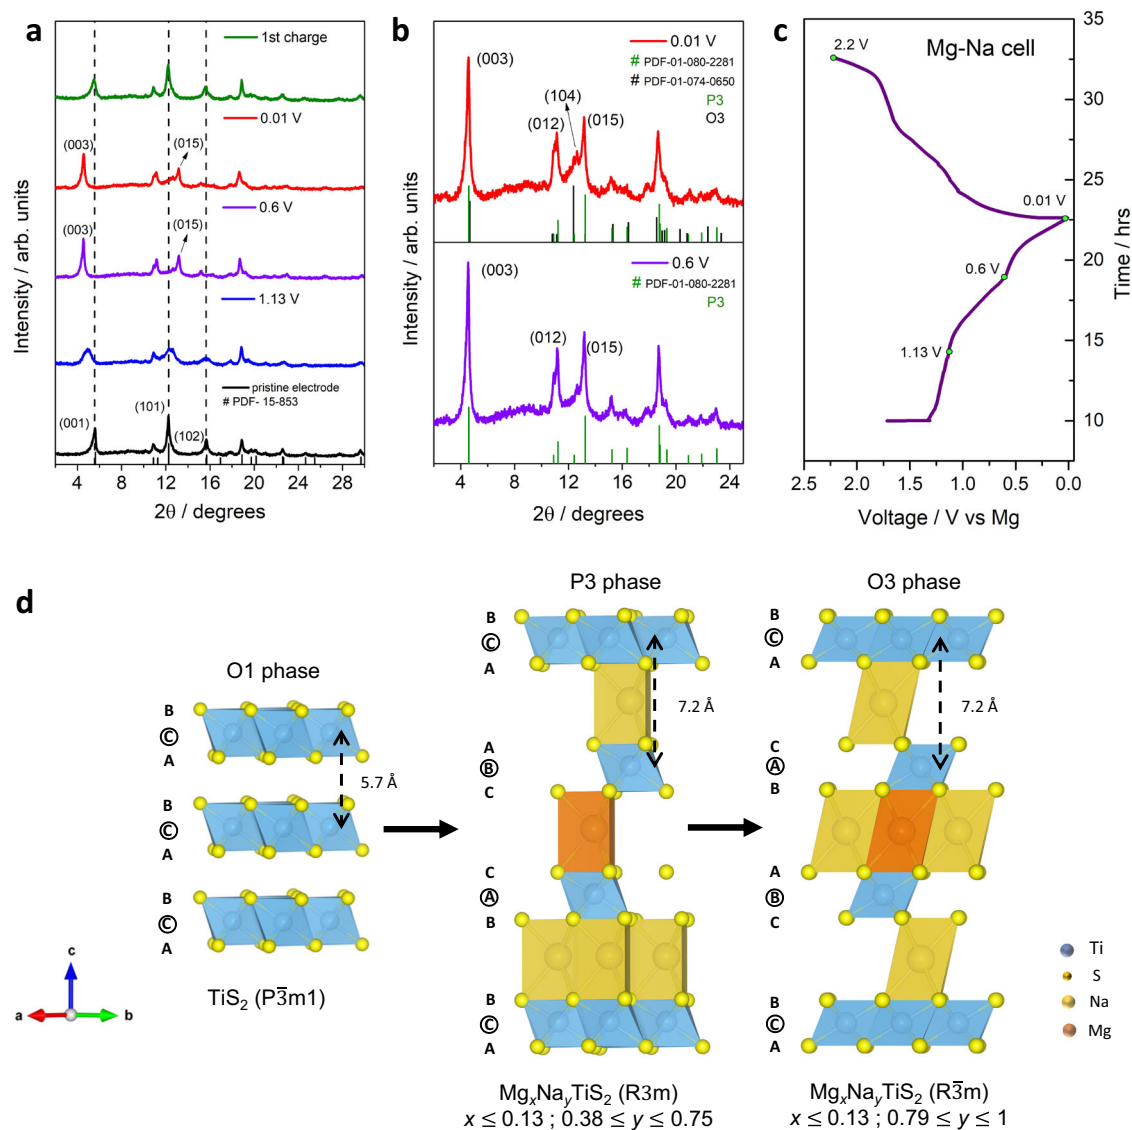 a
1st charge
0.01 V
(003)
(015)
0.6 V
(003)
(015)
1.13 V
pristine electrode
# PDF- 15-853
(001)
(101)
(102)
Intensity / arb. units
4 8 12 16 20 24 28
2θ / degrees
b
0.01 V
# PDF-01-080-2281
# PDF-01-074-0650
P3
O3
(003)
(104)
(012)
(015)
0.6 V
# PDF-01-080-2281
P3
(003)
(012)
(015)
Intensity / arb. units
4 8 12 16 20 24
2θ / degrees
c
Mg-Na cell
2.2 V
0.01 V
0.6 V
1.13 V
35
30
25
20
15
10
Time / hrs
2.5 2.0 1.5 1.0 0.5 0.0
Voltage / V vs Mg
d
O1 phase
B
C
A
B
C
A
B
C
A
5.7 Å
TiS2 (P3̅m1)
c
a
b
P3 phase
B
C
A
A
B
C
C
A
B
B
C
A
7.2 Å
MgxNayTiS2 (R3m)
x ≤ 0.13 ; 0.38 ≤ y ≤ 0.75
O3 phase
B
C
A
C
A
B
A
B
C
B
C
A
7.2 Å
MgxNayTiS2 (R3̅m)
x ≤ 0.13 ; 0.79 ≤ y ≤ 1
Ti
S
Na
Mg